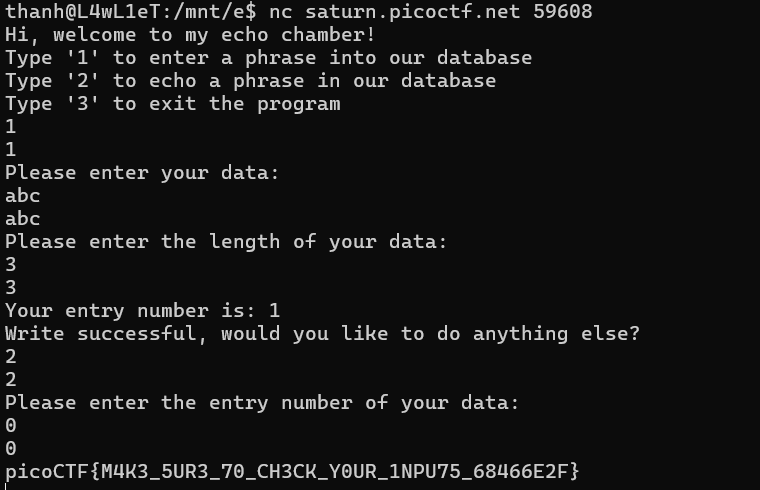 thanh@L4wL1eT:/mnt/e$ nc saturn.picoctf.net 59608
Hi, welcome to my echo chamber!
Type '1' to enter a phrase into our database
Type '2' to echo a phrase in our database
Type '3' to exit the program
1
1
Please enter your data:
abc
abc
Please enter the length of your data:
3
3
Your entry number is: 1
Write successful, would you like to do anything else?
2
2
Please enter the entry number of your data:
0
0
picoCTF{M4K3_5UR3_70_CH3CK_Y0UR_1NPU75_68466E2F}